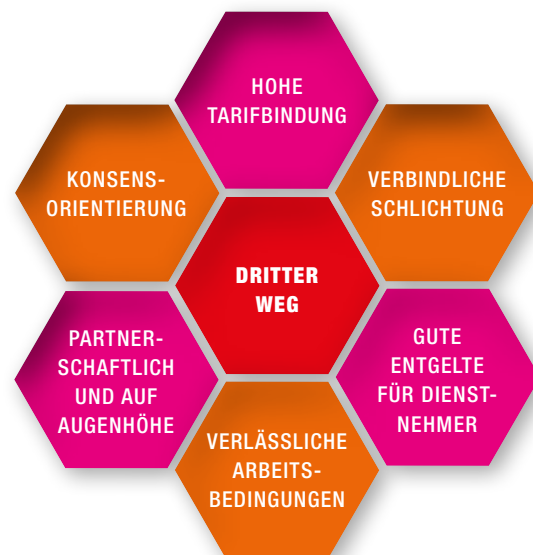 HOHE
TARIFBINDUNG
KONSENS-
ORIENTIERUNG
VERBINDLICHE
SCHLICHTUNG
DRITTER
WEG
PARTNER-
SCHAFTLICH
UND AUF
AUGENHÖHE
GUTE
ENTGELTE
FÜR DIENST-
NEHMER
VERLÄSSLICHE
ARBEITS-
BEDINGUNGEN